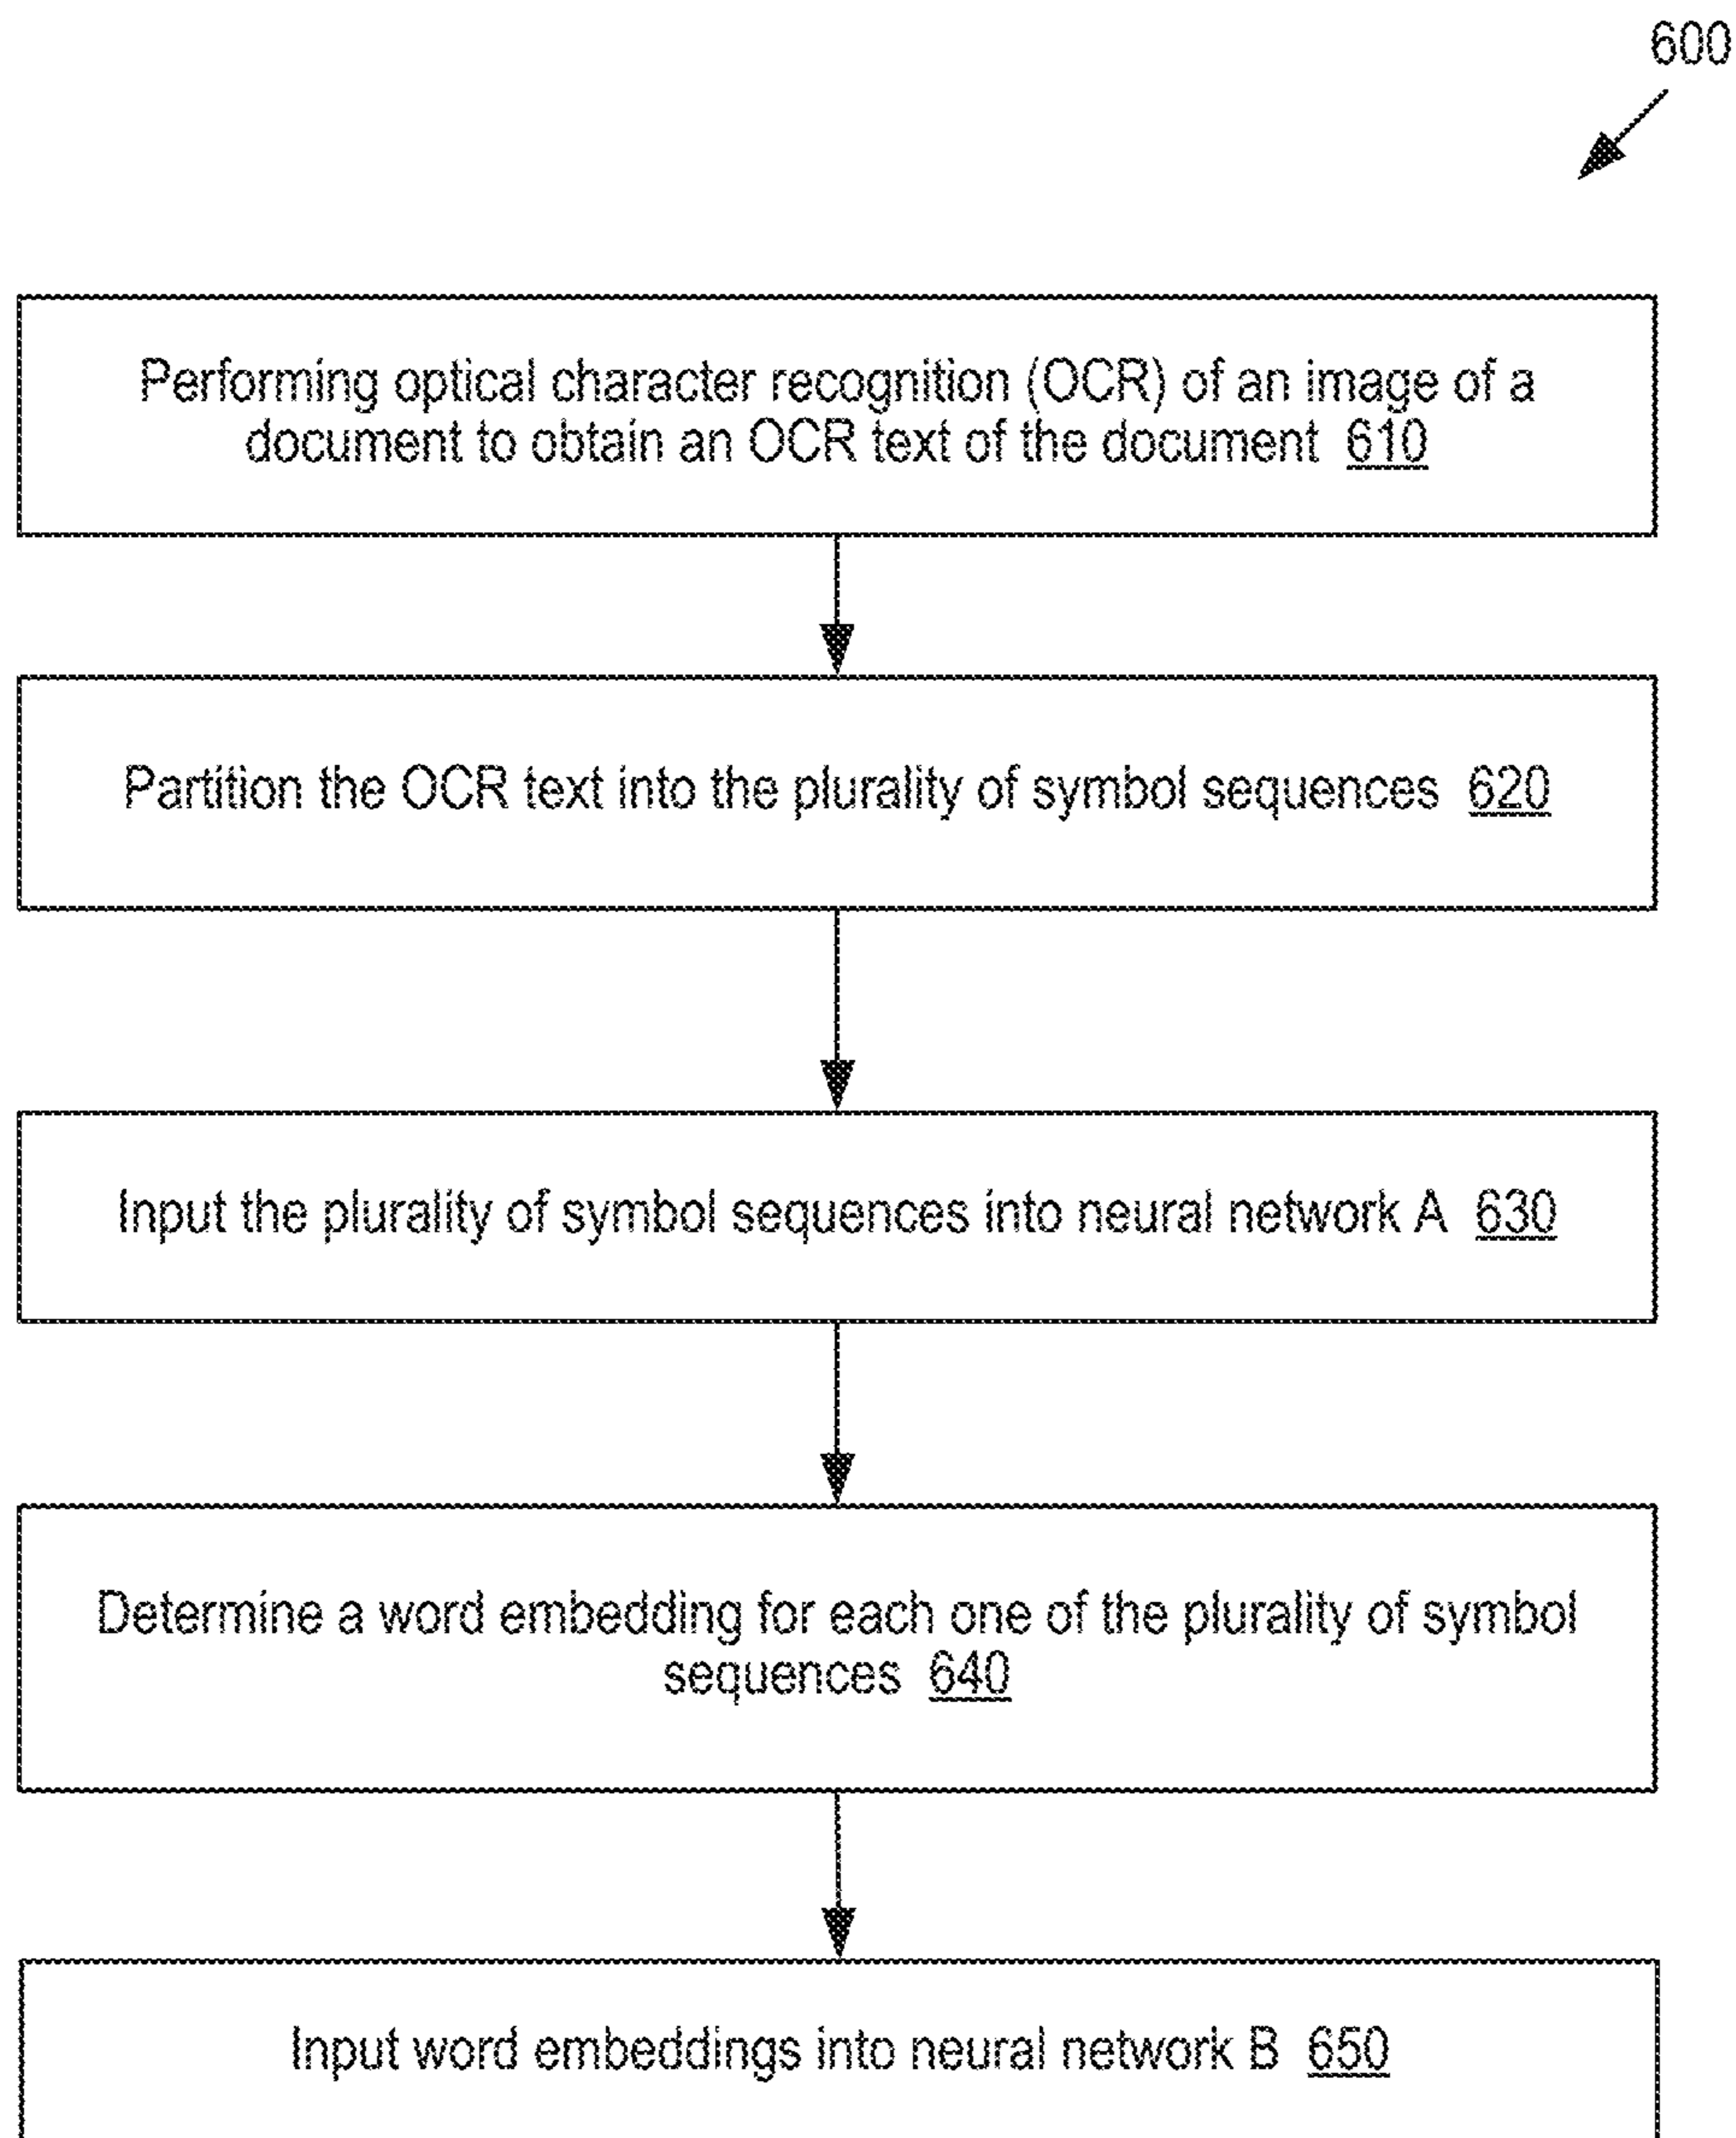 600
Performing optical character recognition (OCR) of an image of a
document to obtain an OCR text of the document 610
Partition the OCR text into the plurality of symbol sequences 620
Input the plurality of symbol sequences into neural network A 630
Determine a word embedding for each one of the plurality of symbol
sequences 640
Input word embeddings into neural network B 650